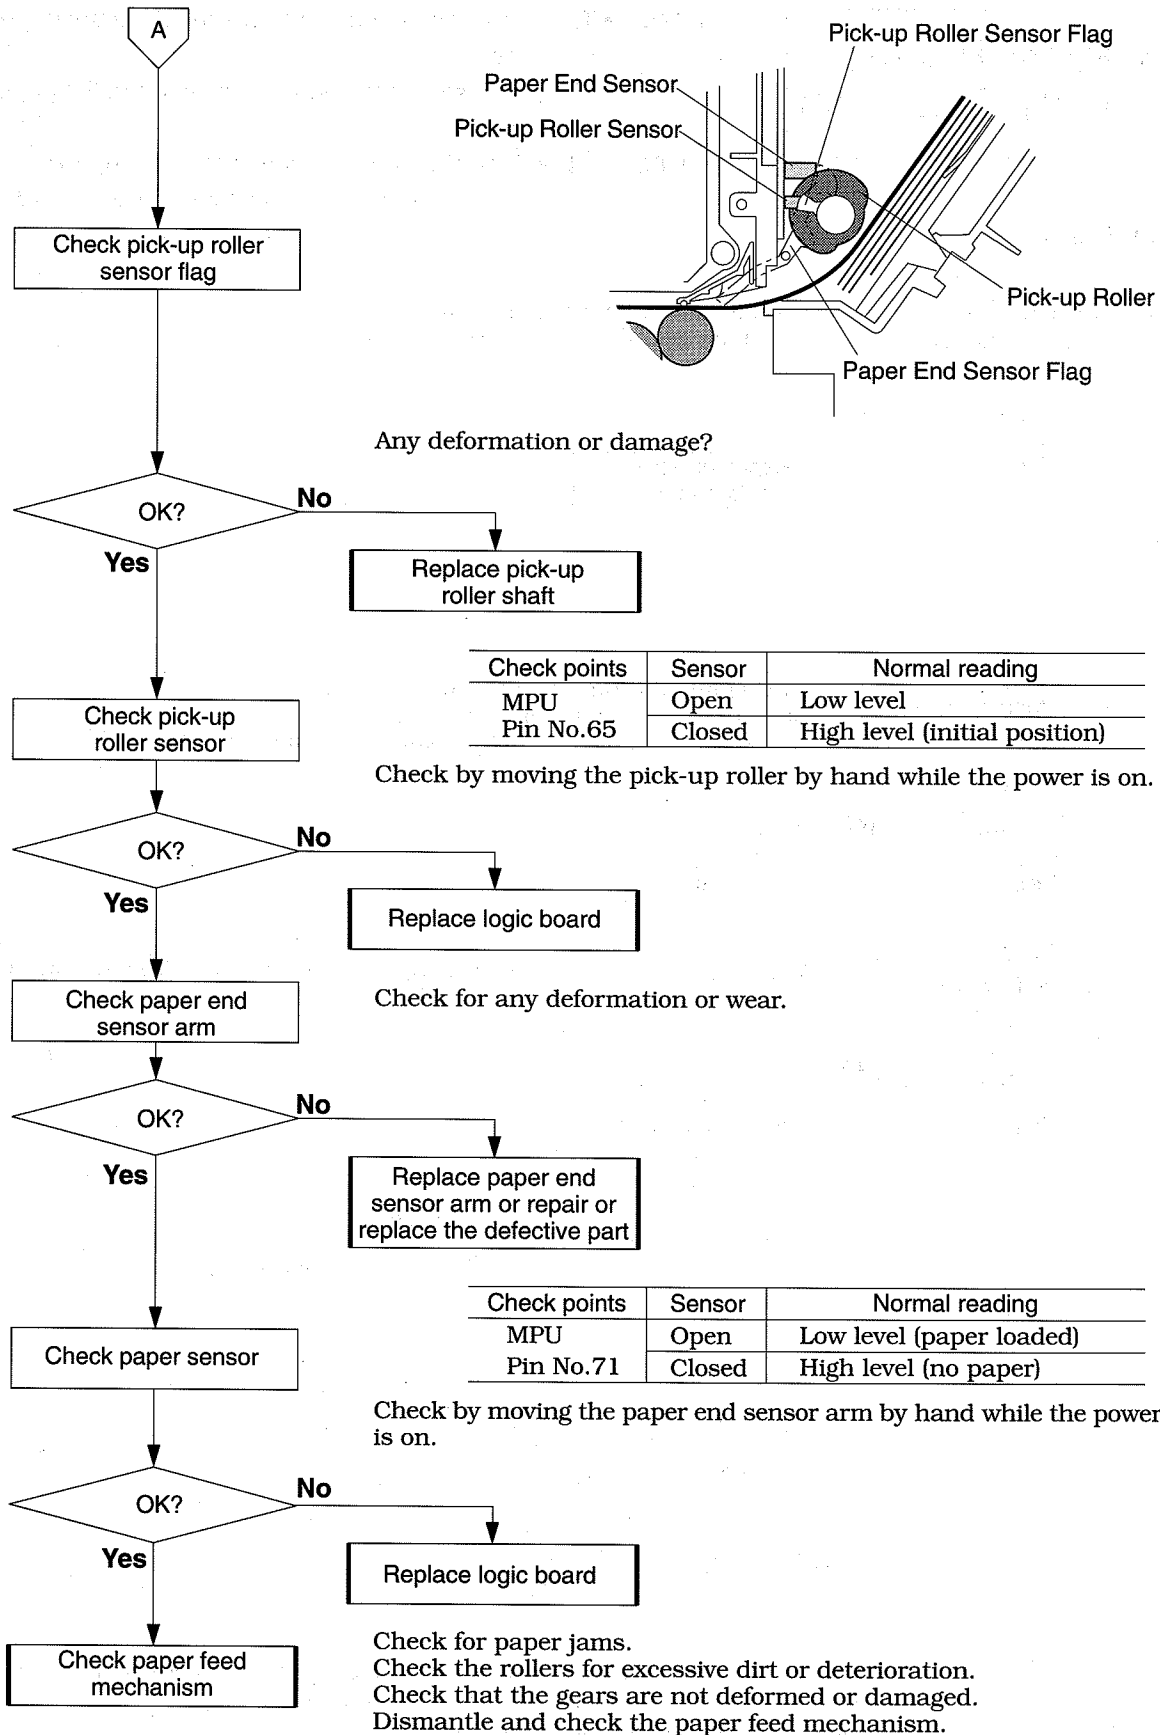 A
Pick-up Roller Sensor Flag
Paper End Sensor
Pick-up Roller Sensor
Pick-up Roller
Paper End Sensor Flag
Check pick-up roller
sensor flag
Any deformation or damage?
OK?
No
Yes
Replace pick-up
roller shaft
Check points Sensor Normal reading
MPU Open Low level
Pin No.65 Closed High level (initial position)
Check pick-up
roller sensor
Check by moving the pick-up roller by hand while the power is on.
OK?
No
Yes
Replace logic board
Check paper end
sensor arm
Check for any deformation or wear.
OK?
No
Yes
Replace paper end
sensor arm or repair or
replace the defective part
Check points Sensor Normal reading
MPU Open Low level (paper loaded)
Pin No.71 Closed High level (no paper)
Check paper sensor
Check by moving the paper end sensor arm by hand while the power
is on.
OK?
No
Yes
Replace logic board
Check paper feed
mechanism
Check for paper jams.
Check the rollers for excessive dirt or deterioration.
Check that the gears are not deformed or damaged.
Dismantle and check the paper feed mechanism.